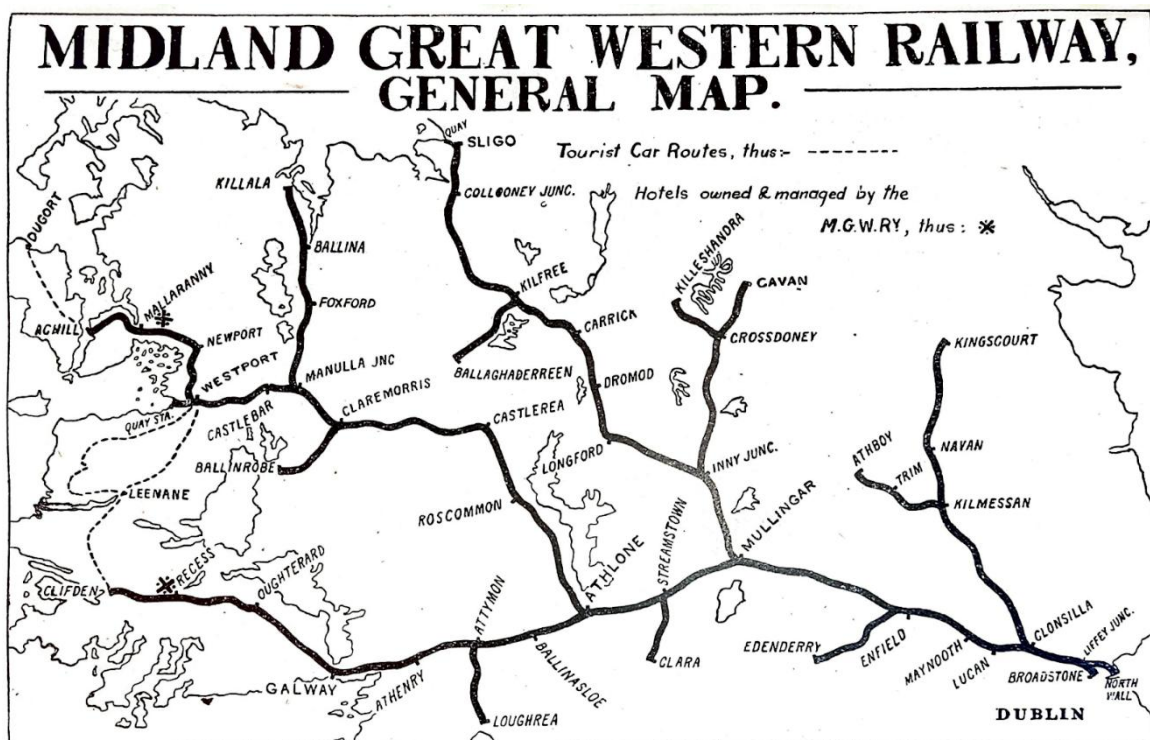 MIDLAND GREAT WESTERN RAILWAY,
GENERAL MAP.
Tourist Car Routes, thus:-
Hotels owned & managed by the
M.G.W.RY, thus:
QUAY
SLIGO
COLLOONEY JUNC.
KILLALA
BALLINA
FOXFORD
DUGORT
MALLARANNY
ACHILL
NEWPORT
WESTPORT
QUAY STA.
CASTLEBAR
MANULLA JNC
CLAREMORRIS
BALLINROBE
LEENANE
CLIFDEN
RECESS
OUGHTERARD
GALWAY
ATHENRY
ATTYMON
LOUGHREA
BALLINASLOE
ATHLONE
ROSCOMMON
CASTLEREA
KILFREE
BALLAGHADERREEN
CARRICK
DROMOD
LONGFORD
KILLESHANDRA
CAVAN
CROSSDONEY
INNY JUNC.
STREAMSTOWN
CLARA
MULLINGAR
EDENDERRY
ENFIELD
KINGSCOURT
NAVAN
ATHBOY
TRIM
KILMESSAN
MAYNOOTH
LUCAN
CLONSILLA
LIFFEY JUNC.
BROADSTONE
NORTH
WALL
DUBLIN